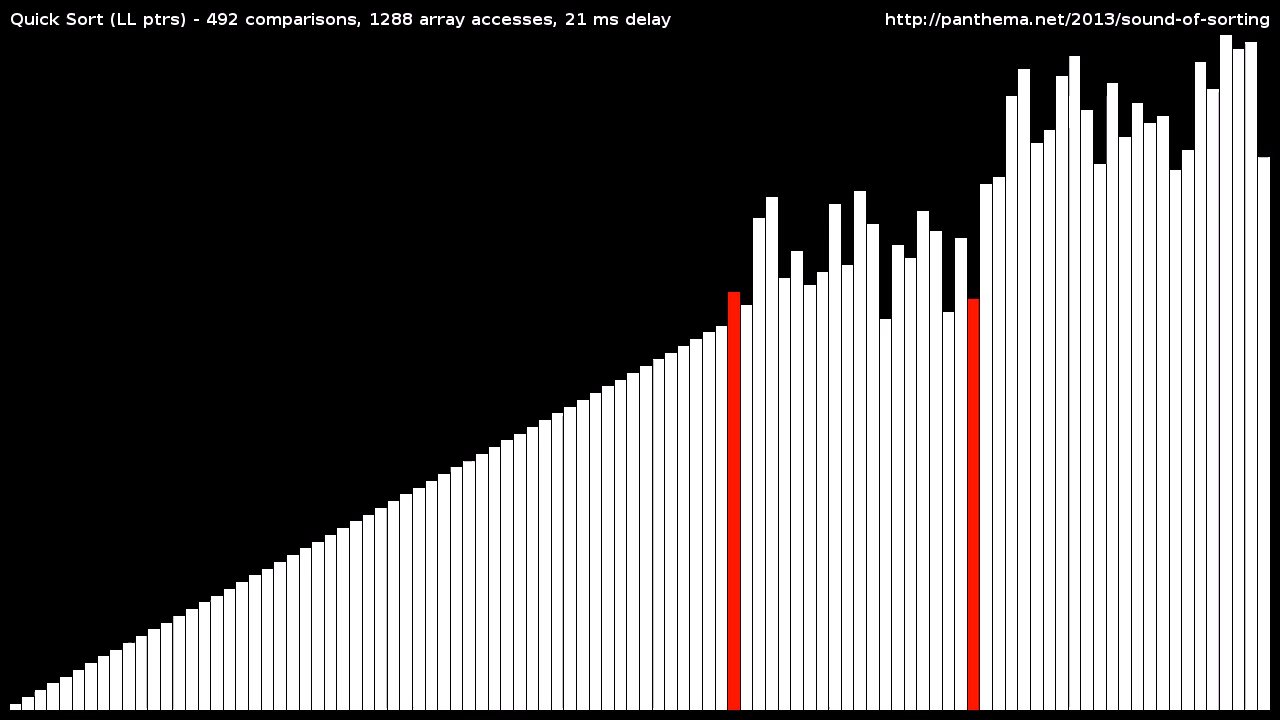 Quick Sort (LL ptrs) - 492 comparisons, 1288 array accesses, 21 ms delay
http://panthema.net/2013/sound-of-sorting